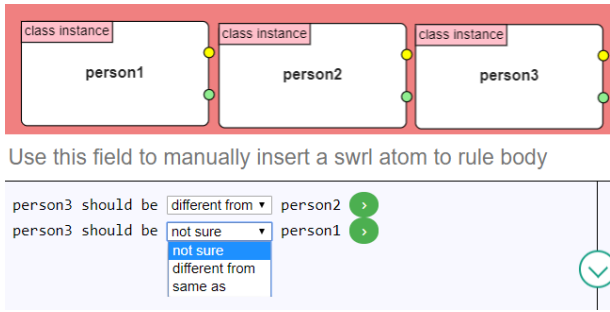 class instance class instance class instance
person1 person2 person3
Use this field to manually insert a swrl atom to rule body
person3 should be different from person2
person3 should be not sure person1
not sure
different from
same as